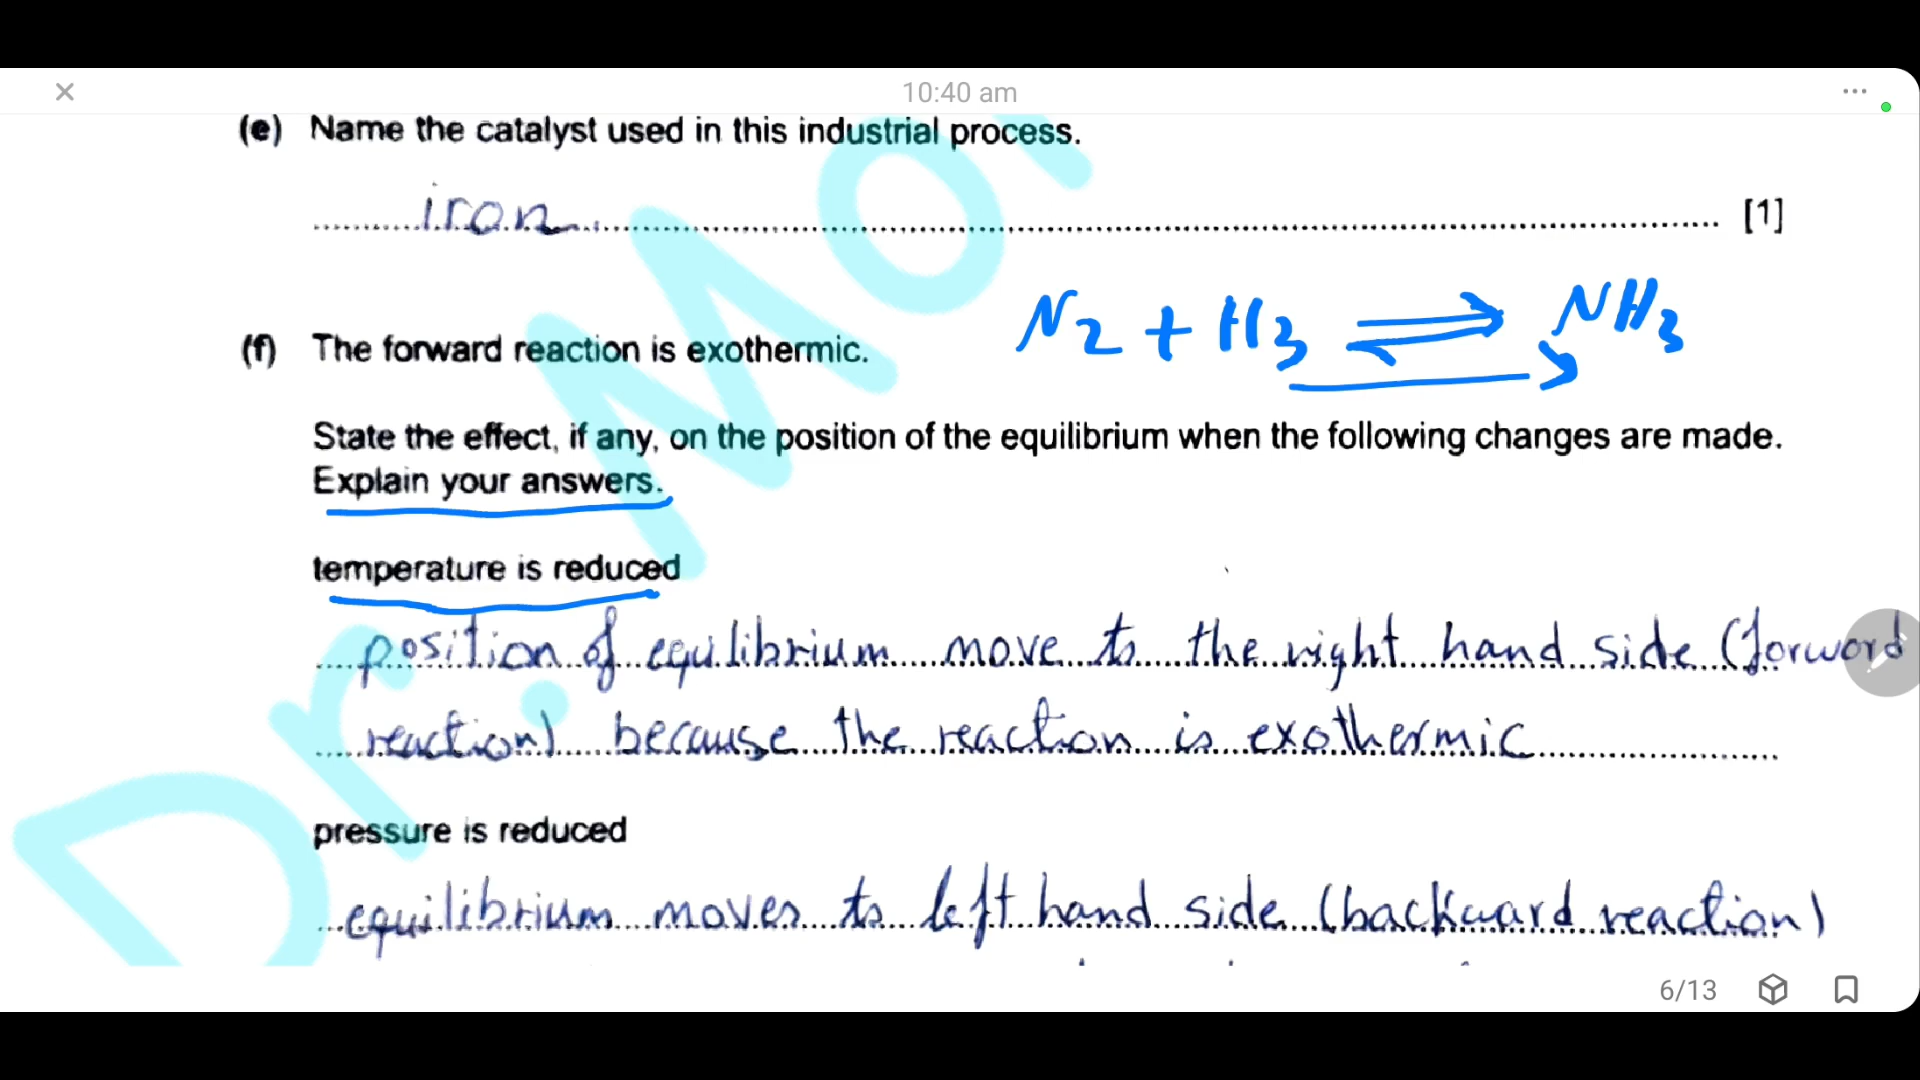 10:40 am
(e) Name the catalyst used in this industrial process.
iron. [1]
N2 + H3 ⇌ NH3
(f) The forward reaction is exothermic.
State the effect, if any, on the position of the equilibrium when the following changes are made.
Explain your answers.
temperature is reduced
position of equilibrium move to the right hand side (forword
reaction) because the reaction is exothermic
pressure is reduced
equilibrium moves to left hand side (backward reaction)
6/13
Dr. Mo